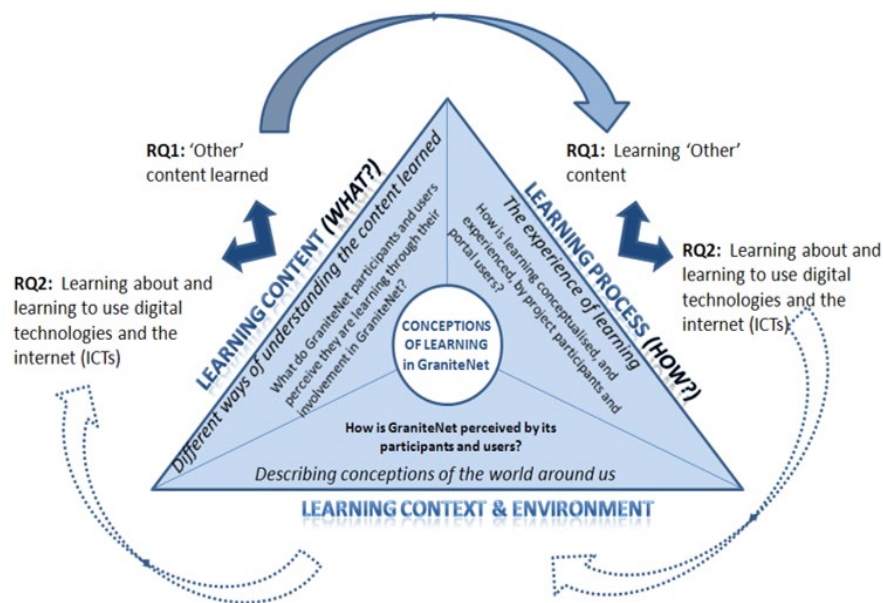 RQ1: ‘Other’
content learned
RQ2: Learning about and
learning to use digital
technologies and the
internet (ICTs)
LEARNING CONTENT (WHAT?)
Different ways of understanding the content learned
What do GraniteNet participants and users
perceive they are learning through their
involvement in GraniteNet?
RQ1: Learning ‘Other’
content
RQ2: Learning about and
learning to use digital
technologies and the
internet (ICTs)
LEARNING PROCESS (HOW?)
The experience of learning
How is learning conceptualised, and
experienced, by project participants and
portal users?
CONCEPTIONS
OF LEARNING
in GraniteNet
How is GraniteNet perceived by its
participants and users?
Describing conceptions of the world around us
LEARNING CONTEXT & ENVIRONMENT